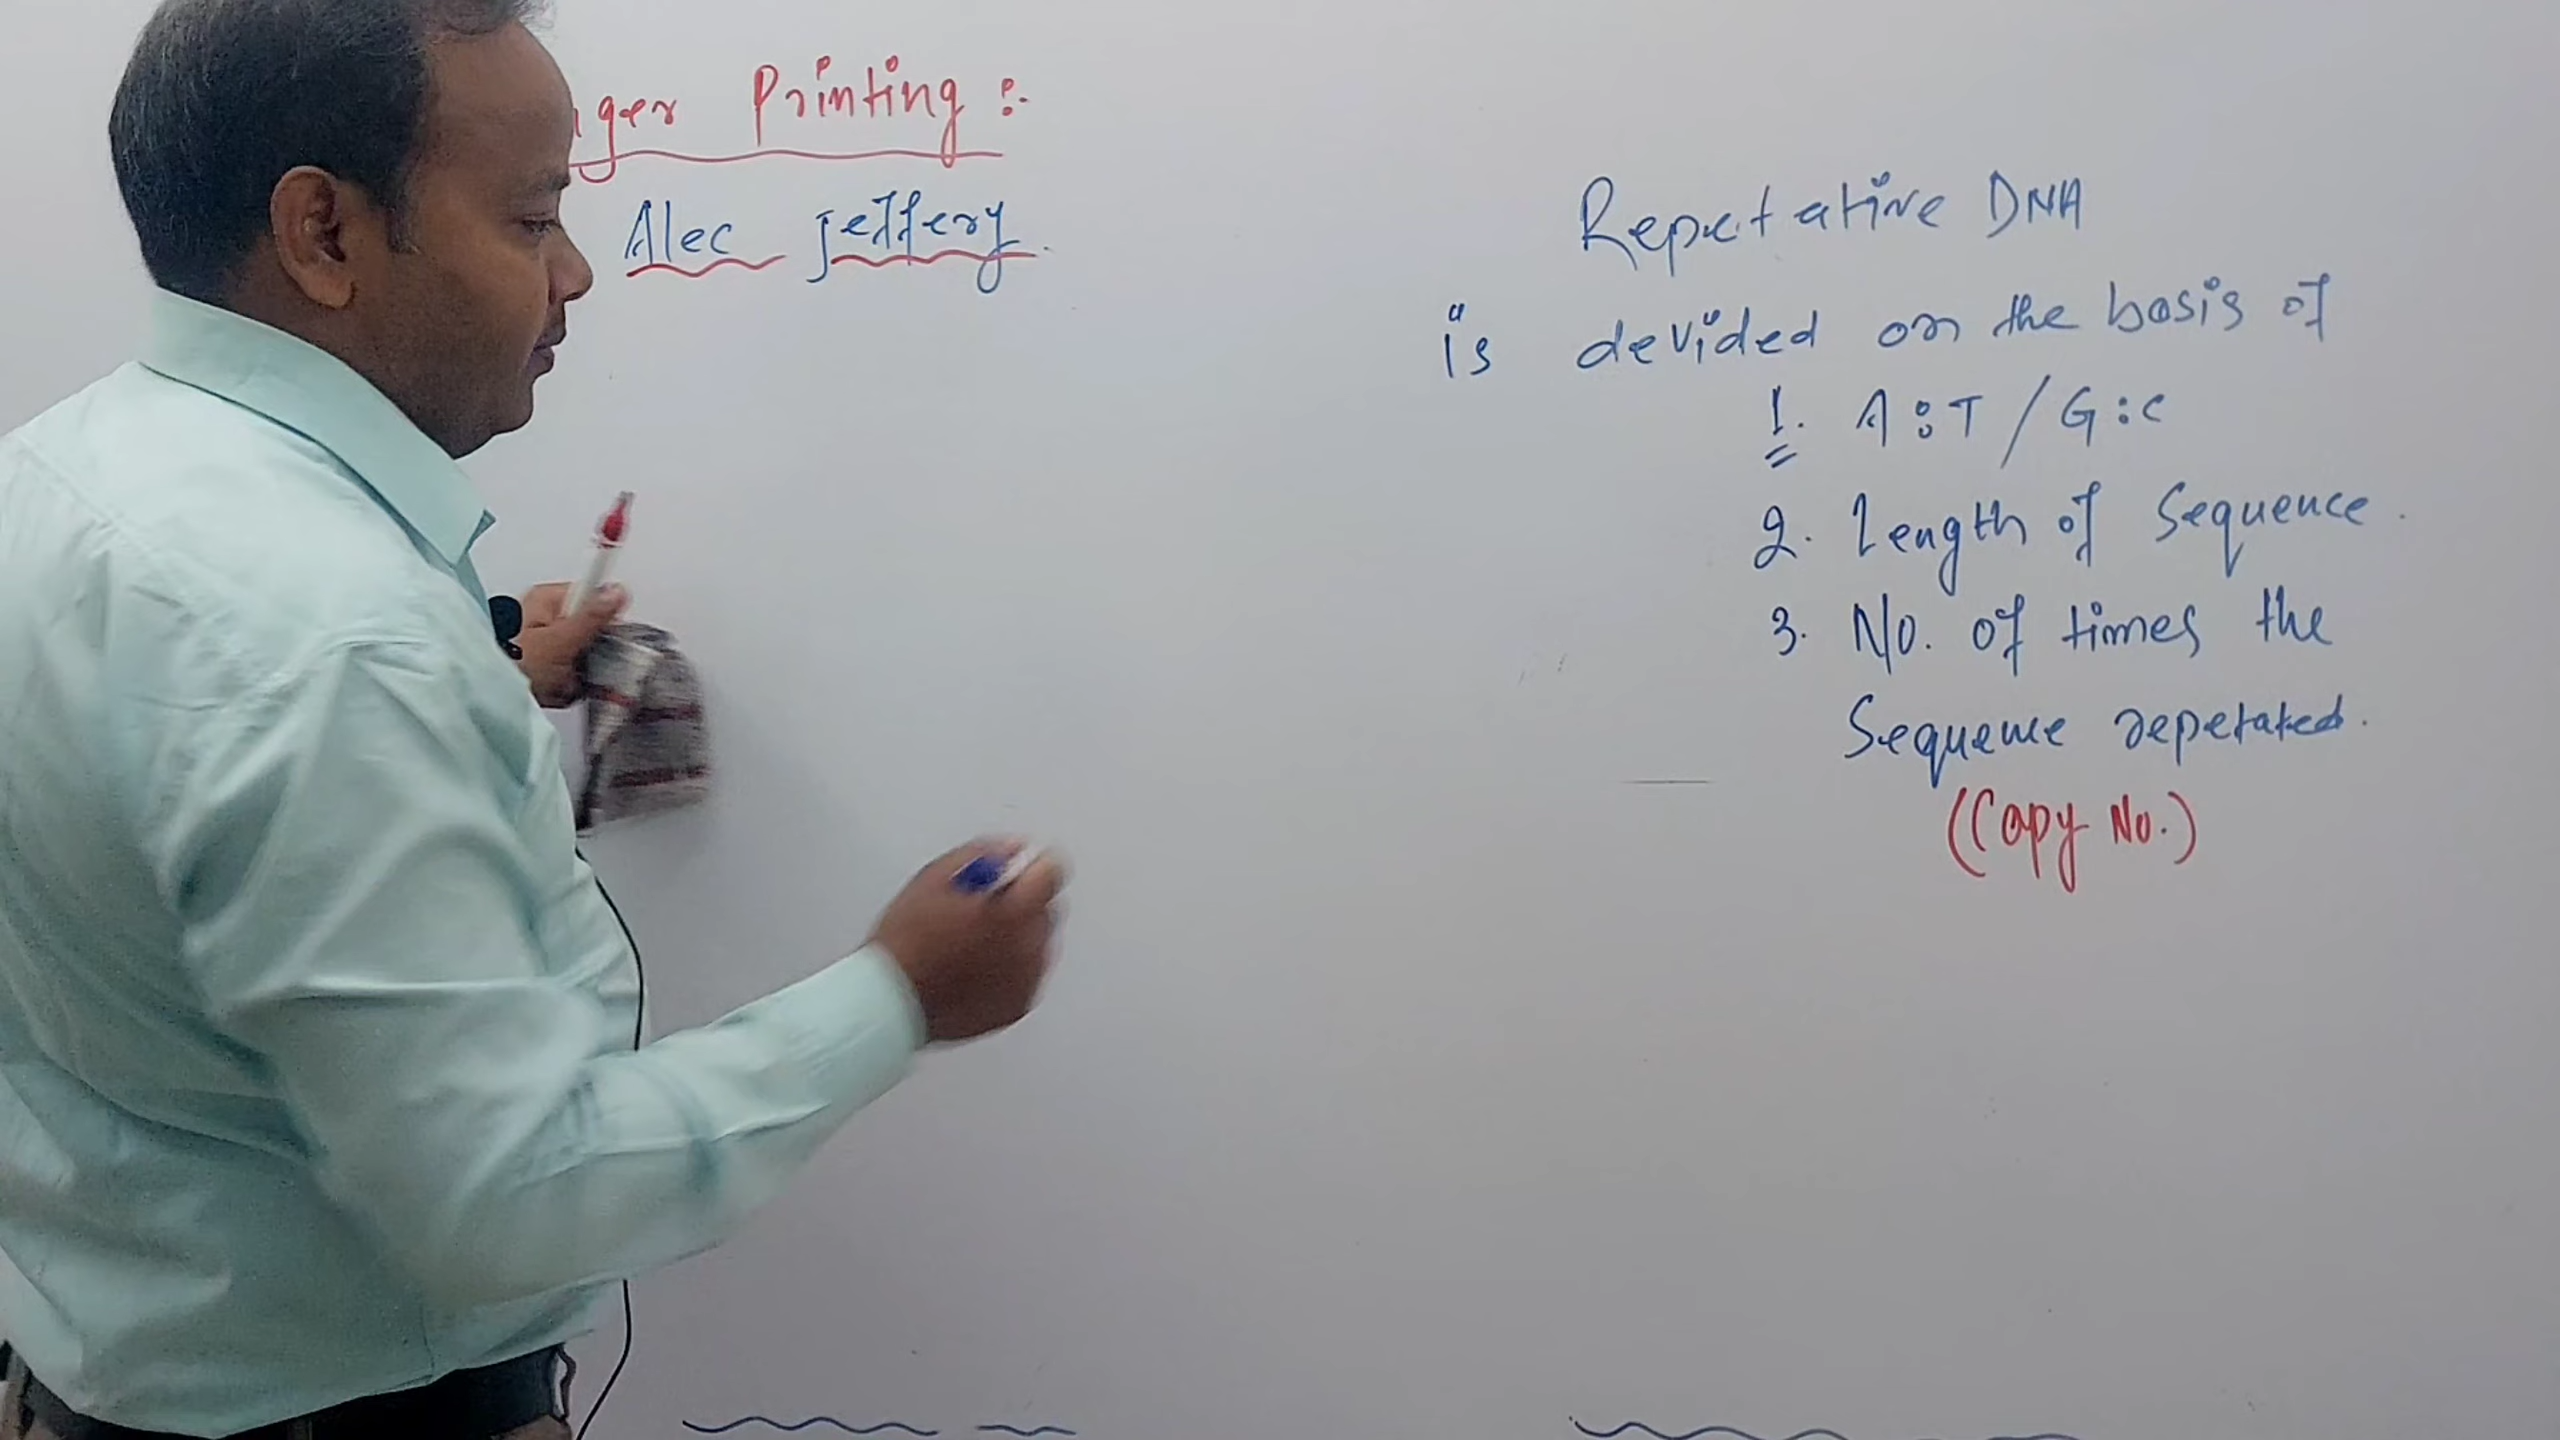 nger Printing :-
Alec Jeffery.
Repetative DNA
is devided on the basis of
1. A : T / G : C
2. Length of Sequence.
3. No. of times the
Sequence repetated.
(Copy No.)